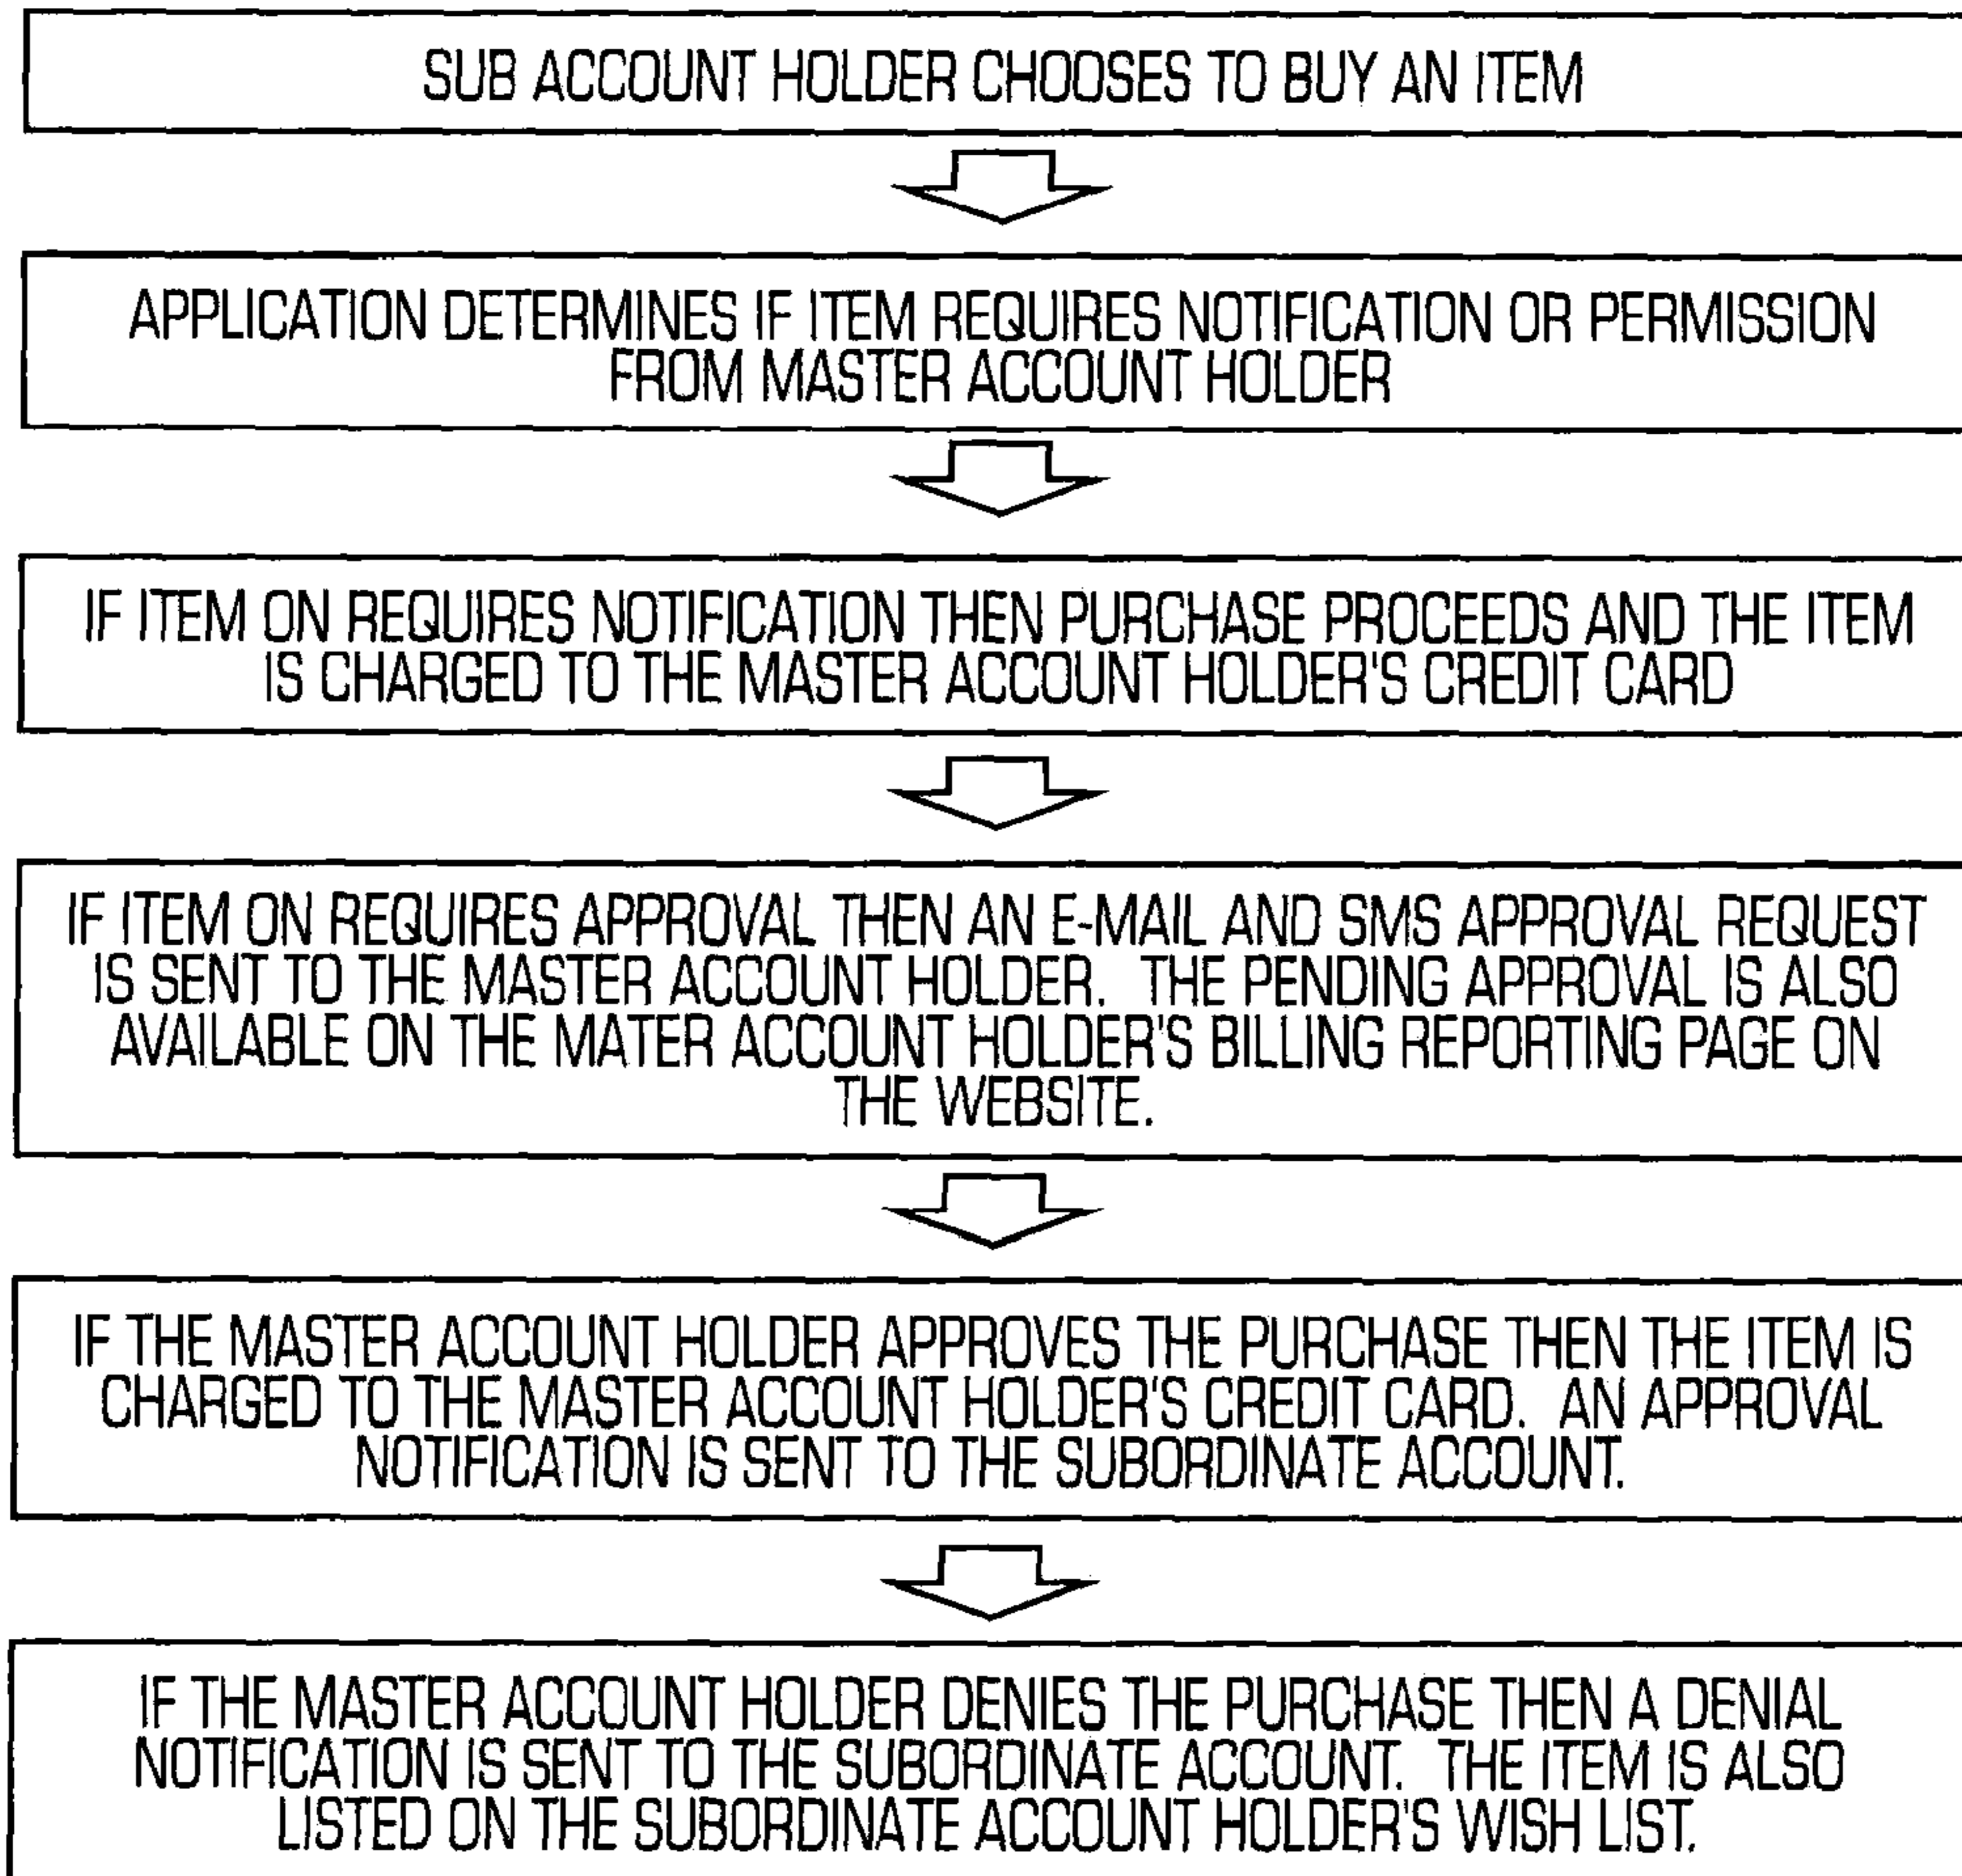 SUB ACCOUNT HOLDER CHOOSES TO BUY AN ITEM
APPLICATION DETERMINES IF ITEM REQUIRES NOTIFICATION OR PERMISSION
FROM MASTER ACCOUNT HOLDER
IF ITEM ON REQUIRES NOTIFICATION THEN PURCHASE PROCEEDS AND THE ITEM
IS CHARGED TO THE MASTER ACCOUNT HOLDER'S CREDIT CARD
IF ITEM ON REQUIRES APPROVAL THEN AN E-MAIL AND SMS APPROVAL REQUEST
IS SENT TO THE MASTER ACCOUNT HOLDER. THE PENDING APPROVAL IS ALSO
AVAILABLE ON THE MATER ACCOUNT HOLDER'S BILLING REPORTING PAGE ON
THE WEBSITE.
IF THE MASTER ACCOUNT HOLDER APPROVES THE PURCHASE THEN THE ITEM IS
CHARGED TO THE MASTER ACCOUNT HOLDER'S CREDIT CARD. AN APPROVAL
NOTIFICATION IS SENT TO THE SUBORDINATE ACCOUNT.
IF THE MASTER ACCOUNT HOLDER DENIES THE PURCHASE THEN A DENIAL
NOTIFICATION IS SENT TO THE SUBORDINATE ACCOUNT. THE ITEM IS ALSO
LISTED ON THE SUBORDINATE ACCOUNT HOLDER'S WISH LIST.